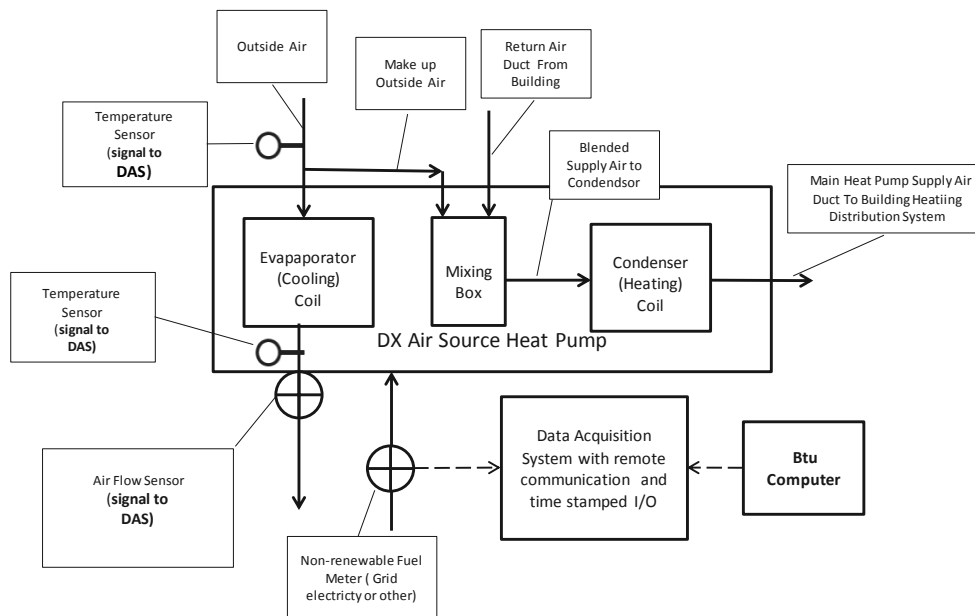 Outside Air
Make up
Outside Air
Return Air
Duct From
Building
Temperature
Sensor
(signal to
DAS)
Blended
Supply Air to
Condendsor
Main Heat Pump Supply Air
Duct To Building Heatiing
Distribution System
Evapaporator
(Cooling)
Coil
Mixing
Box
Condenser
(Heating)
Coil
Temperature
Sensor
(signal to
DAS)
DX Air Source Heat Pump
Air Flow Sensor
(signal to
DAS)
Data Acquisition
System with remote
communication and
time stamped I/O
Btu
Computer
Non-renewable Fuel
Meter ( Grid
electricty or other)